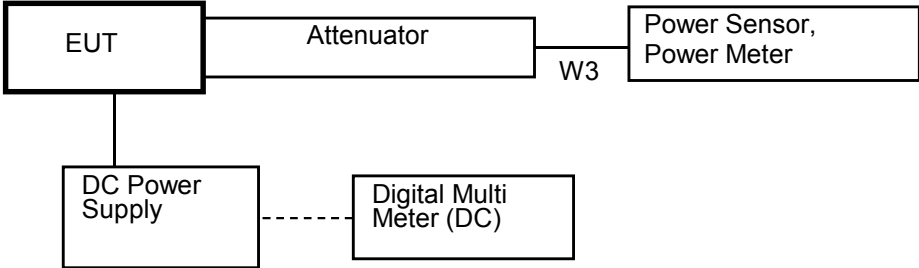 EUT
Attenuator
W3
Power Sensor,
Power Meter
DC Power
Supply
Digital Multi
Meter (DC)